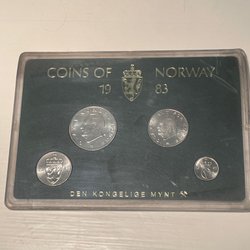 COINS OF NORWAY
19 83
DEN KONGELIGE MYNT